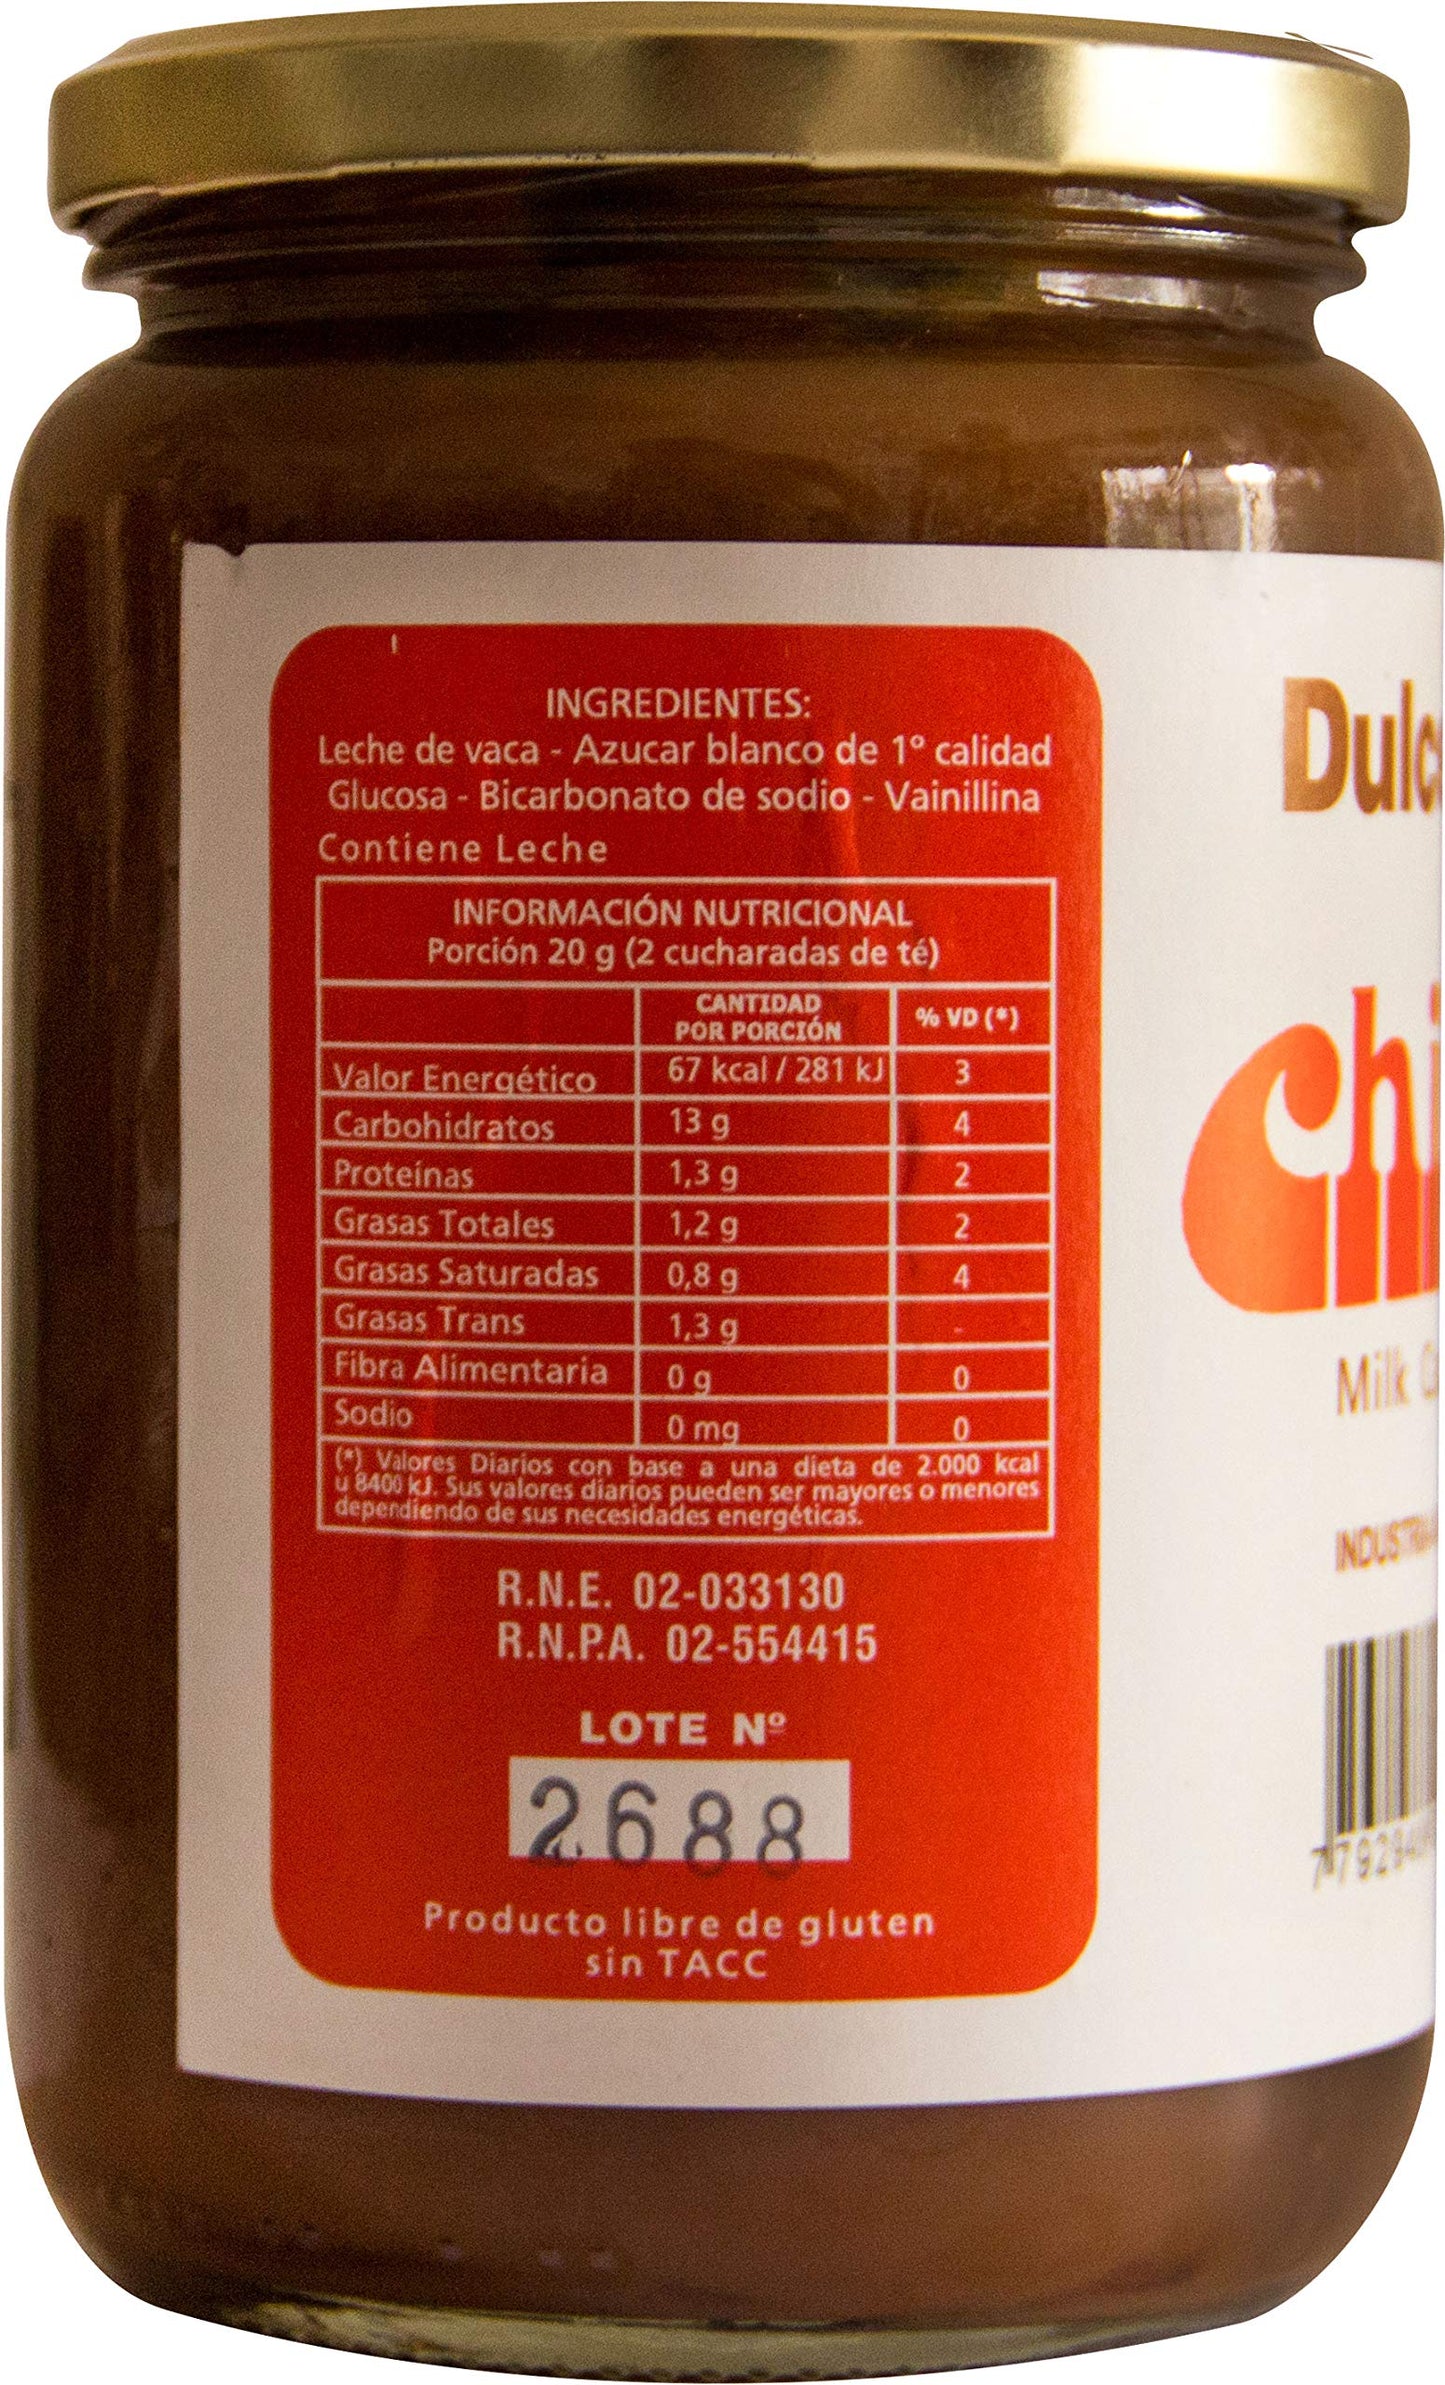 INGREDIENTES:
Leche de vaca - Azucar blanco de 1º calidad
Glucosa - Bicarbonato de sodio - Vainillina
Contiene Leche
INFORMACIÓN NUTRICIONAL
Porción 20 g (2 cucharadas de té)
CANTIDAD
POR PORCIÓN
% VD (*)
Valor Energético 67 kcal / 281 kJ 3
Carbohidratos 13 g 4
Proteínas 1,3 g 2
Grasas Totales 1,2 g 2
Grasas Saturadas 0,8 g 4
Grasas Trans 1,3 g -
Fibra Alimentaria 0 g 0
Sodio 0 mg 0
(*) Valores Diarios con base a una dieta de 2.000 kcal
u 8400 kJ. Sus valores diarios pueden ser mayores o menores
dependiendo de sus necesidades energéticas.
R.N.E. 02-033130
R.N.P.A. 02-554415
LOTE Nº
2688
Producto libre de gluten
sin TACC
Dulc
Chi
Milk
INDUSTRIA